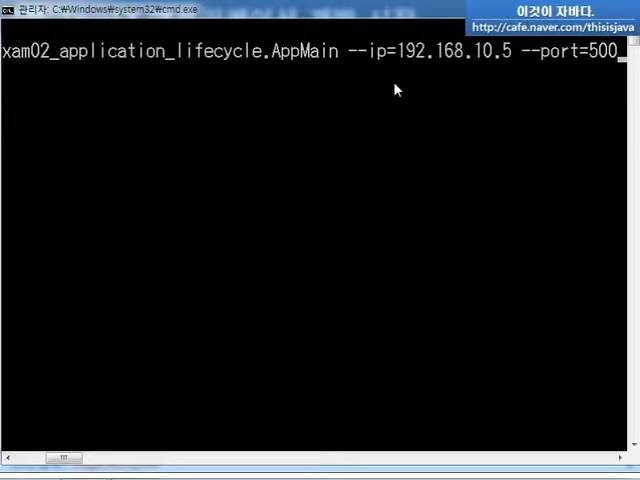 관리자: C:₩Windows₩system32₩cmd.exe
이것이 자바다.
http://cafe.naver.com/thisisjava
xam02_application_lifecycle.AppMain --ip=192.168.10.5 --port=500